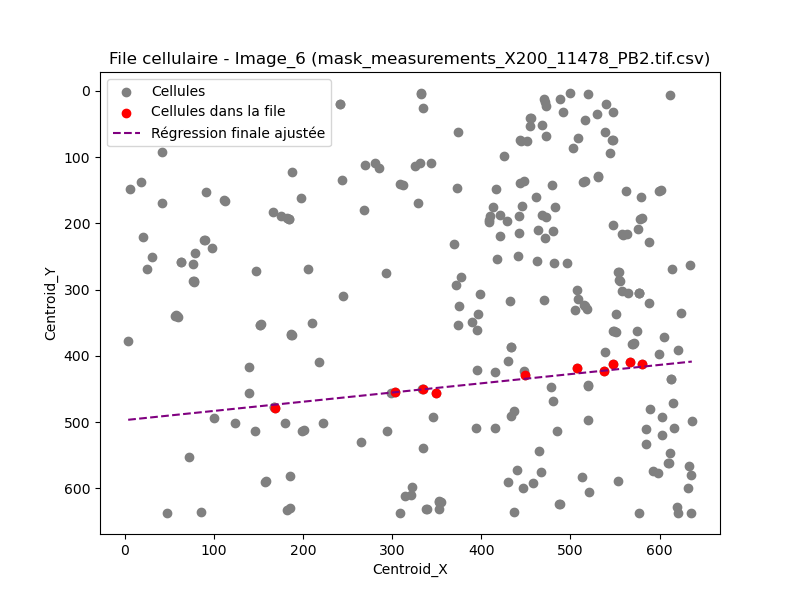 File cellulaire - Image_6 (mask_measurements_X200_11478_PB2.tif.csv)
Cellules
Cellules dans la file
Régression finale ajustée
0
100
200
300
400
500
600
Centroid_Y
0 100 200 300 400 500 600
Centroid_X